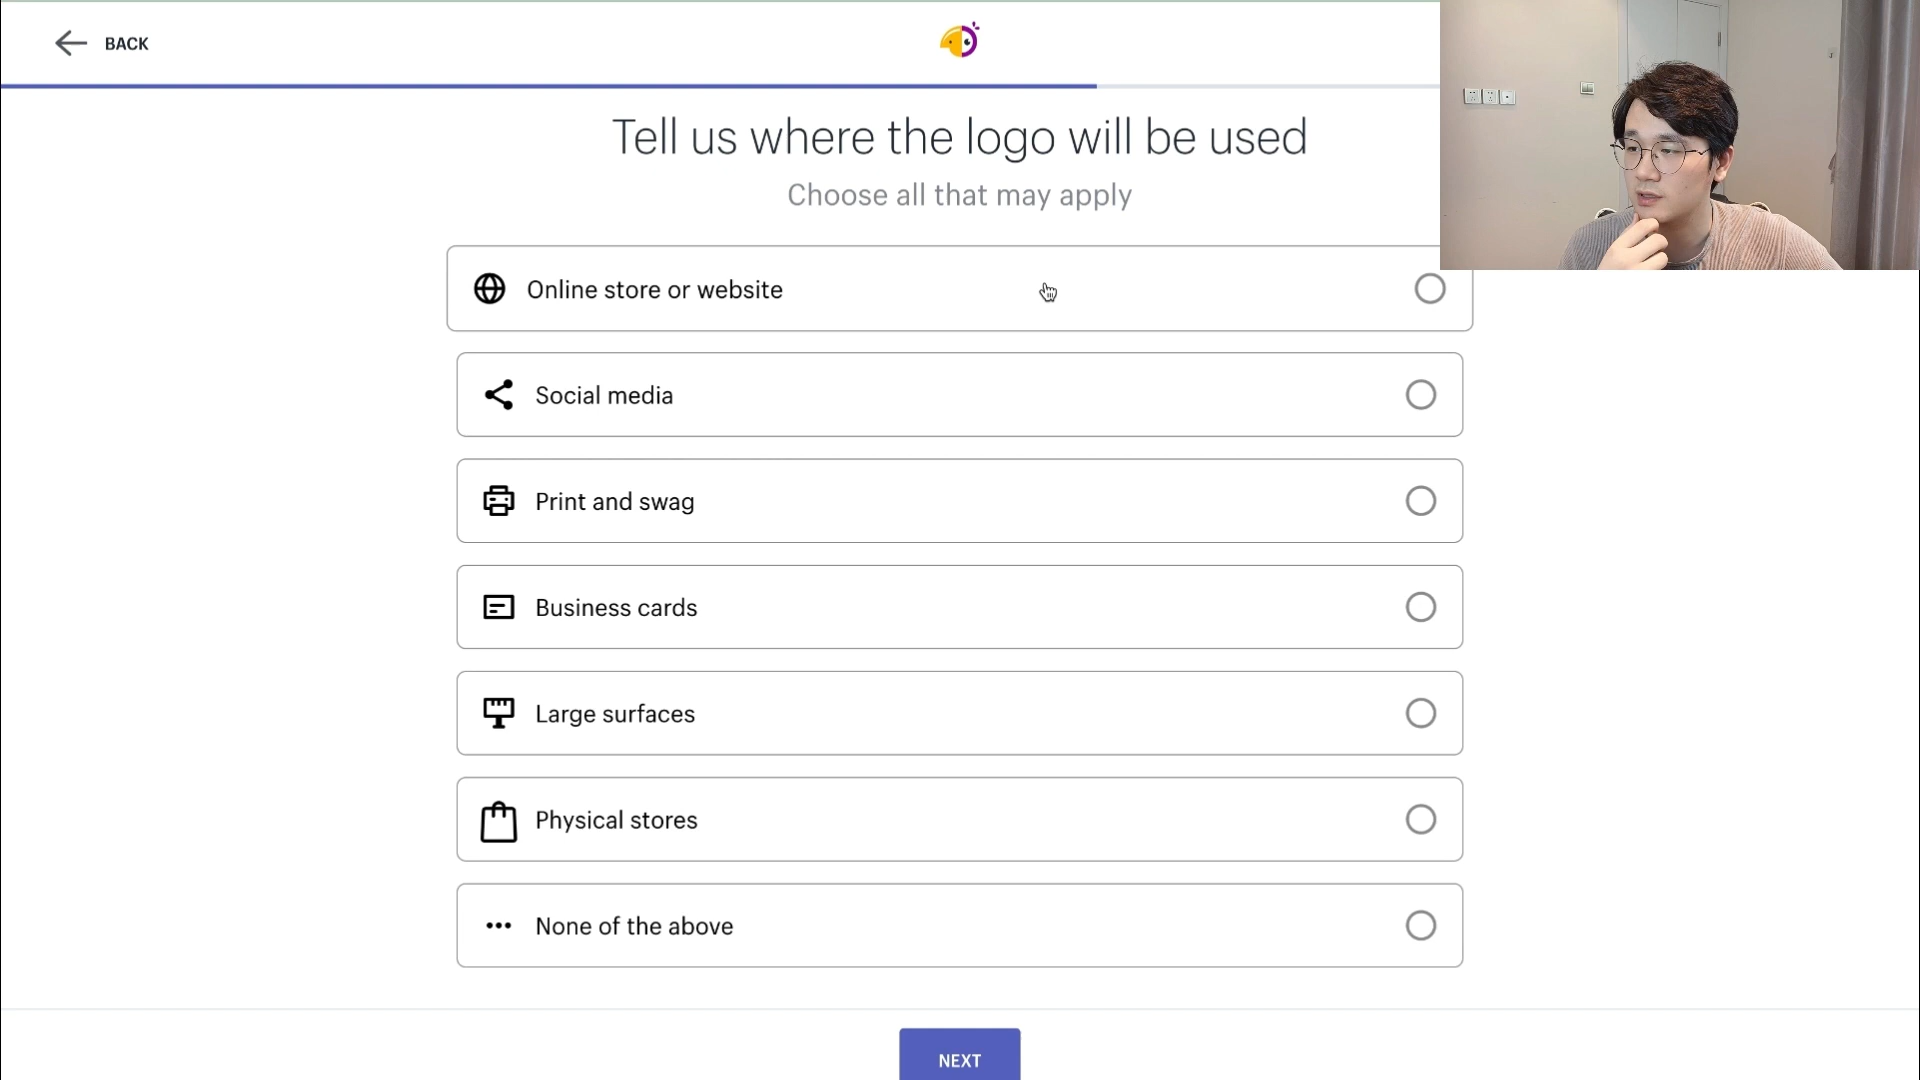 BACK
Tell us where the logo will be used
Choose all that may apply
Online store or website
Social media
Print and swag
Business cards
Large surfaces
Physical stores
None of the above
NEXT